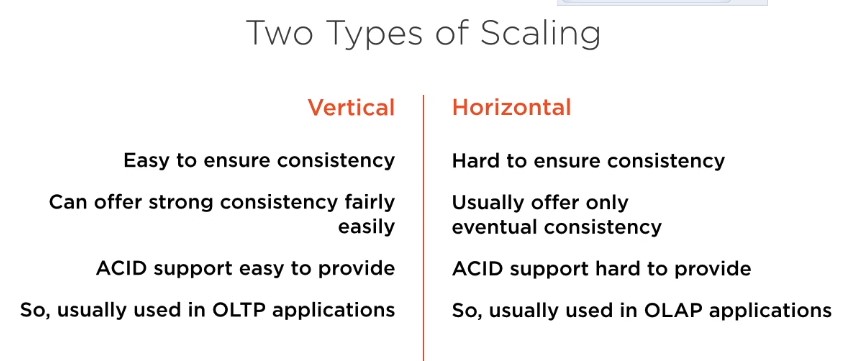 Two Types of Scaling
Vertical
Easy to ensure consistency
Can offer strong consistency fairly
easily
ACID support easy to provide
So, usually used in OLTP applications
Horizontal
Hard to ensure consistency
Usually offer only
eventual consistency
ACID support hard to provide
So, usually used in OLAP applications